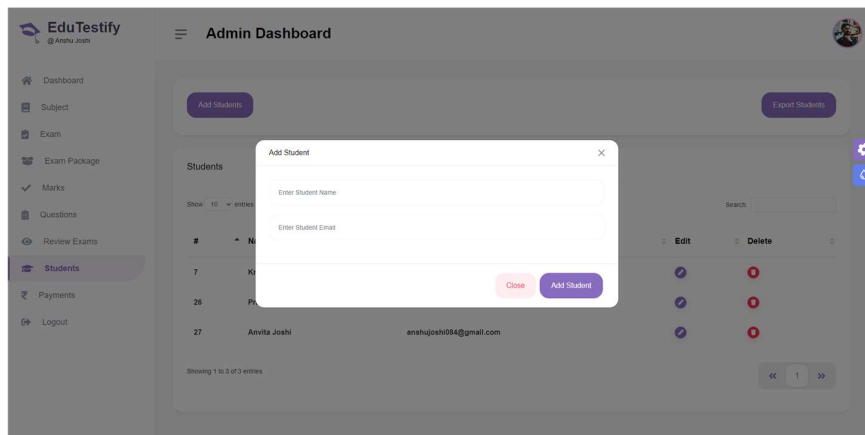 EduTestify
@ Anshu Joshi
Admin Dashboard
Dashboard
Subject
Exam
Exam Package
Marks
Questions
Review Exams
Students
Payments
Logout
Add Students
Export Students
Students
Show 10 entries
Search:
# Edit Delete
7
26
27 Anvita Joshi anshujoshi084@gmail.com
Showing 1 to 3 of 3 entries
« 1 »
Add Student ×
Enter Student Name
Enter Student Email
Close Add Student